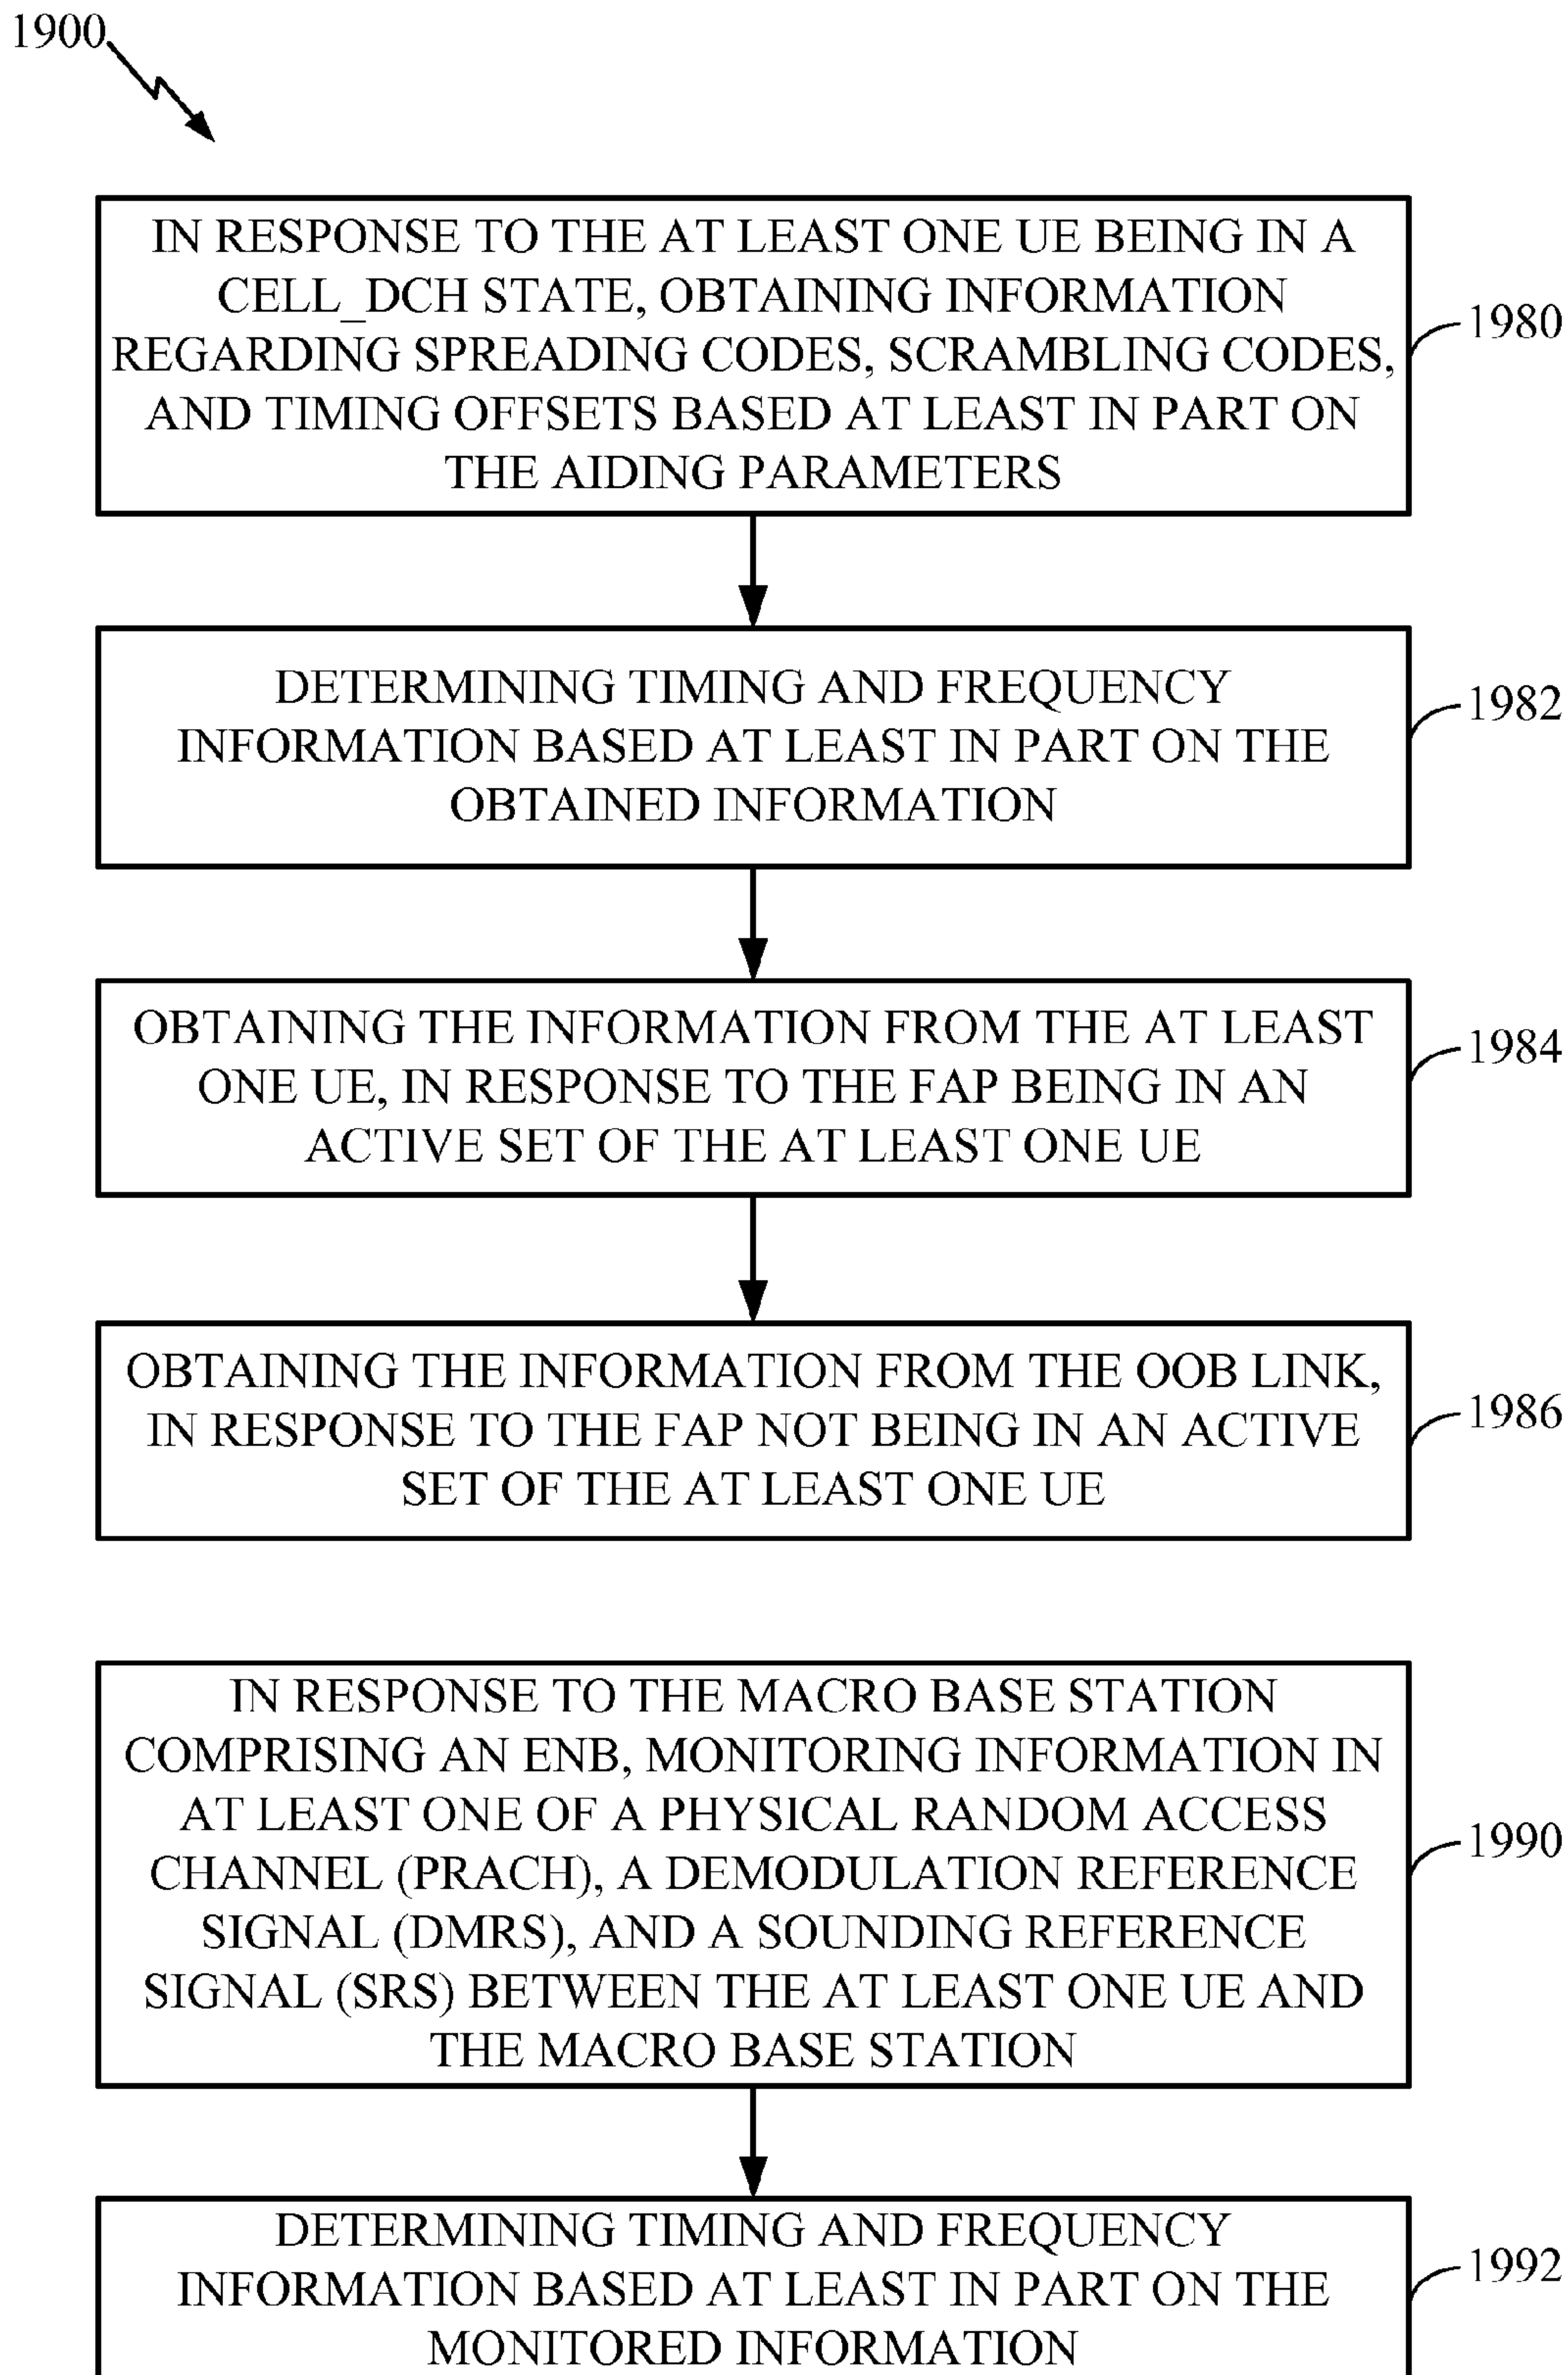 1900
IN RESPONSE TO THE AT LEAST ONE UE BEING IN A
CELL_DCH STATE, OBTAINING INFORMATION
REGARDING SPREADING CODES, SCRAMBLING CODES,
AND TIMING OFFSETS BASED AT LEAST IN PART ON
THE AIDING PARAMETERS
1980
DETERMINING TIMING AND FREQUENCY
INFORMATION BASED AT LEAST IN PART ON THE
OBTAINED INFORMATION
1982
OBTAINING THE INFORMATION FROM THE AT LEAST
ONE UE, IN RESPONSE TO THE FAP BEING IN AN
ACTIVE SET OF THE AT LEAST ONE UE
1984
OBTAINING THE INFORMATION FROM THE OOB LINK,
IN RESPONSE TO THE FAP NOT BEING IN AN ACTIVE
SET OF THE AT LEAST ONE UE
1986
IN RESPONSE TO THE MACRO BASE STATION
COMPRISING AN ENB, MONITORING INFORMATION IN
AT LEAST ONE OF A PHYSICAL RANDOM ACCESS
CHANNEL (PRACH), A DEMODULATION REFERENCE
SIGNAL (DMRS), AND A SOUNDING REFERENCE
SIGNAL (SRS) BETWEEN THE AT LEAST ONE UE AND
THE MACRO BASE STATION
1990
DETERMINING TIMING AND FREQUENCY
INFORMATION BASED AT LEAST IN PART ON THE
MONITORED INFORMATION
1992